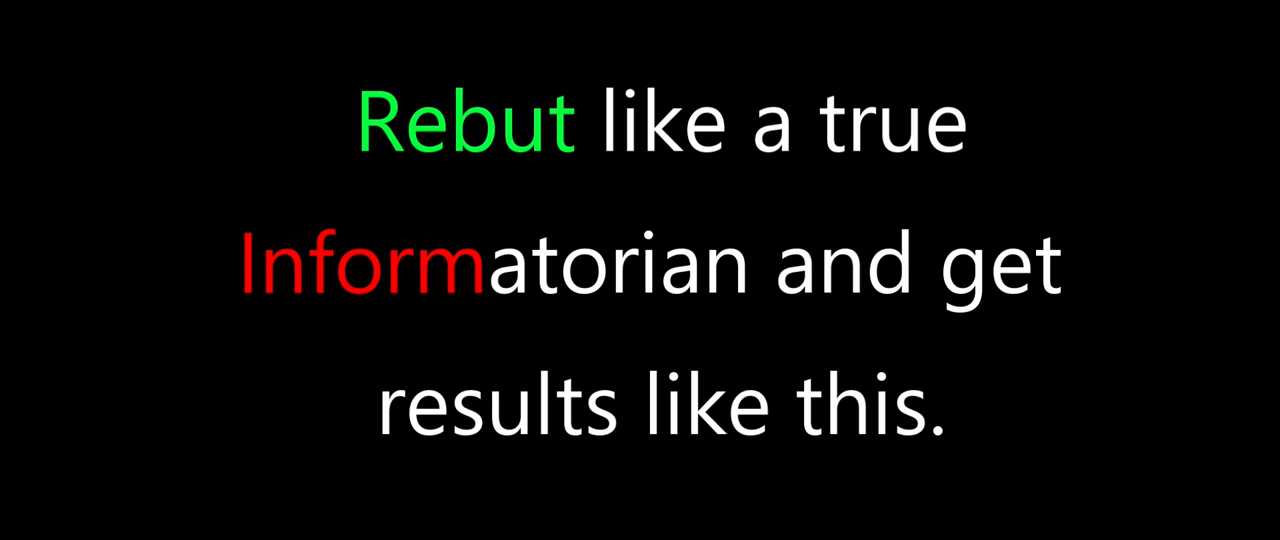 Rebut like a true
Informatorian and get
results like this.